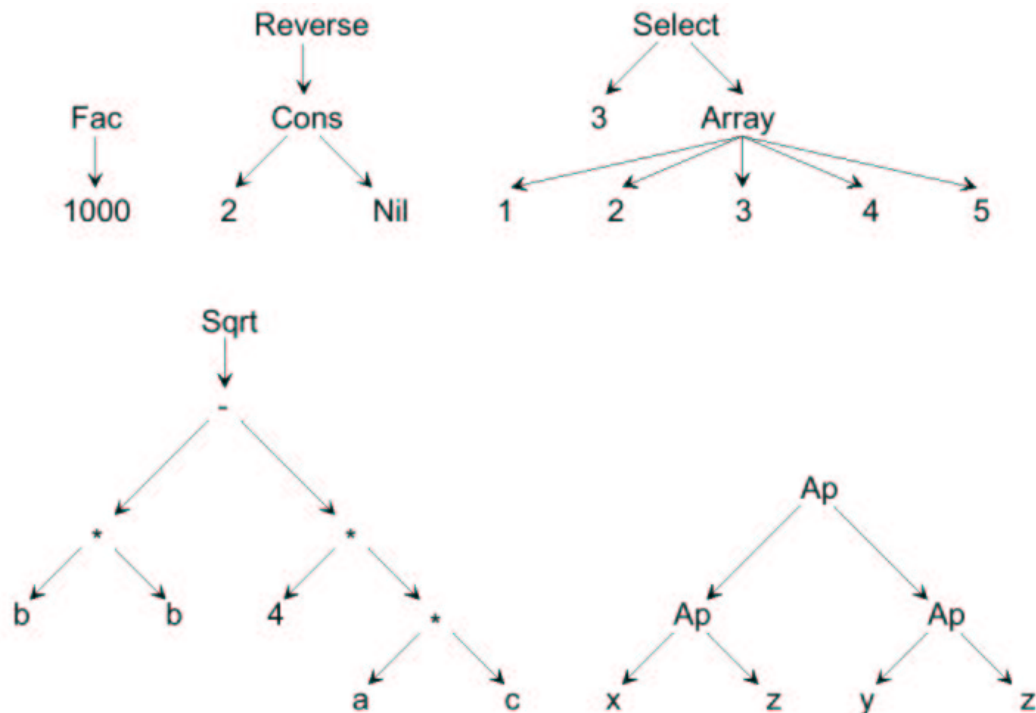 Reverse Select
Fac Cons 3 Array
1000 2 Nil 1 2 3 4 5
Sqrt
-
Ap
* *
b b 4 * Ap Ap
a c x z y z